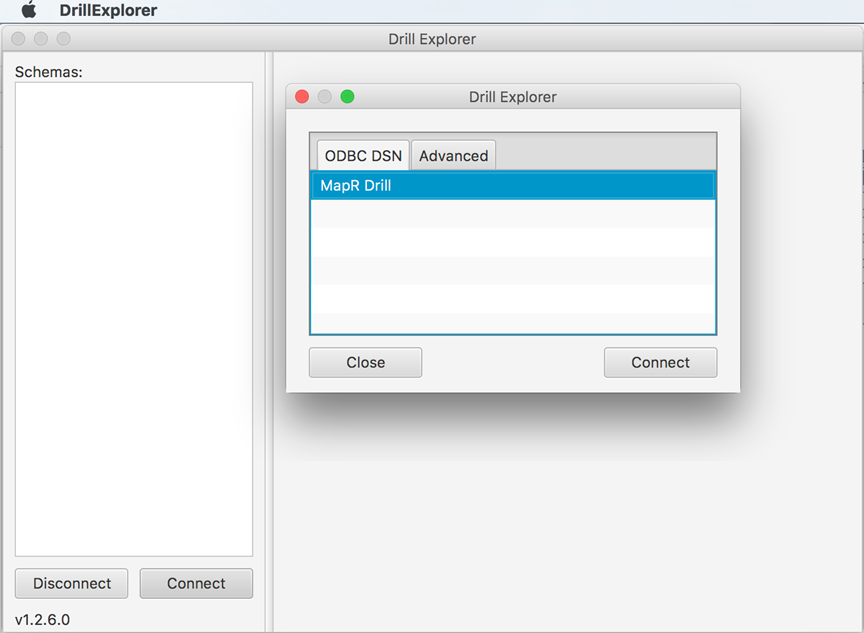 DrillExplorer
Drill Explorer
Schemas:
Drill Explorer
ODBC DSN
Advanced
MapR Drill
Close
Connect
Disconnect
Connect
v1.2.6.0